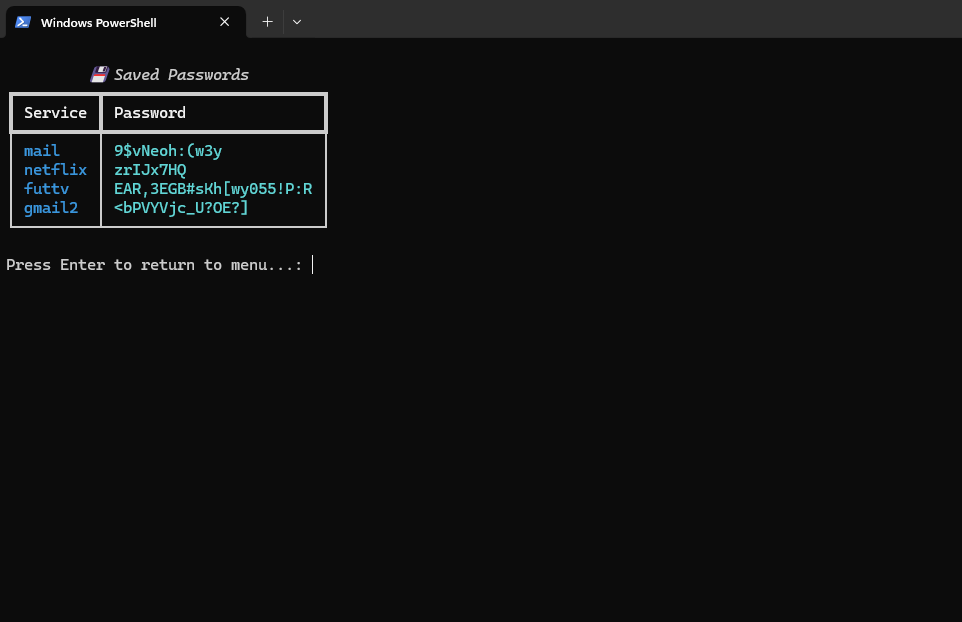 Windows PowerShell
Saved Passwords
Service Password
mail 9$vNeoh:(w3y
netflix zrIJx7HQ
futtv EAR,3EGB#sKh[wy055!P:R
gmail2 <bPVYVjc_U?OE?]
Press Enter to return to menu...: